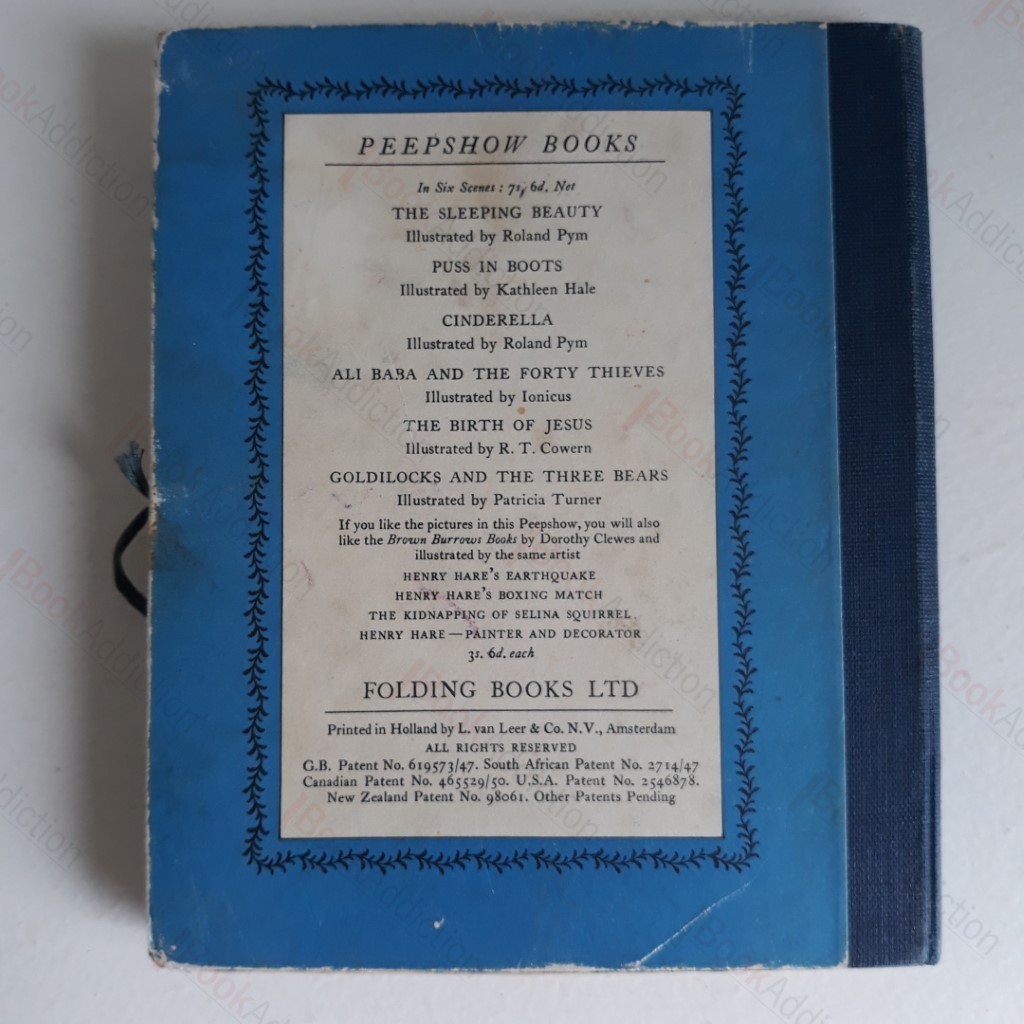 PEEPSHOW BOOKS
In Six Scenes: 7s, 6d. Net
THE SLEEPING BEAUTY
Illustrated by Roland Pym
PUSS IN BOOTS
Illustrated by Kathleen Hale
CINDERELLA
Illustrated by Roland Pym
ALI BABA AND THE FORTY THIEVES
Illustrated by Ionicus
THE BIRTH OF JESUS
Illustrated by R. T. Cowern
GOLDILOCKS AND THE THREE BEARS
Illustrated by Patricia Turner
If you like the pictures in this Peepshow, you will also
like the Brown Burrows Books by Dorothy Clewes and
illustrated by the same artist
HENRY HARE'S EARTHQUAKE
HENRY HARE'S BOXING MATCH
THE KIDNAPPING OF SELINA SQUIRREL
HENRY HARE — PAINTER AND DECORATOR
3s. 6d. each
FOLDING BOOKS LTD
Printed in Holland by L. van Leer & Co. N.V., Amsterdam
ALL RIGHTS RESERVED
G.B. Patent No. 619573/47. South African Patent No. 2714/47
Canadian Patent No. 465529/50. U.S.A. Patent No. 2546878.
New Zealand Patent No. 98061. Other Patents Pending
BookAddiction